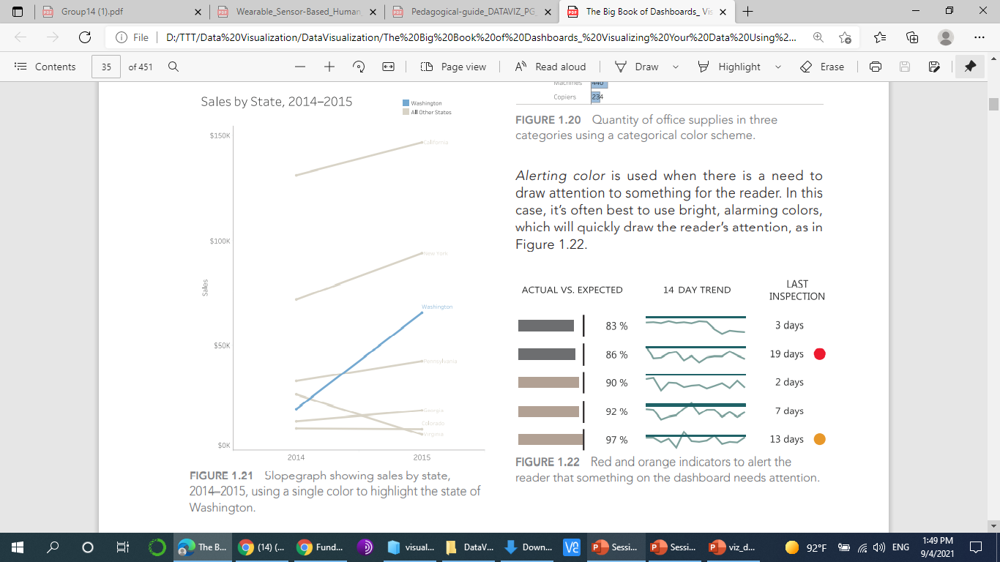 Group14 (1).pdf
Wearable_Sensor-Based_Human
Pedagogical-guide_DATAVIZ_PG
The Big Book of Dashboards_ Vis
File
D:/TTT/Data%20Visualization/DataVisualization/The%20Big%20Book%20of%20Dashboards_%20Visualizing%20Your%20Data%20Using%2...
Contents
35
of 451
Page view
Read aloud
Draw
Highlight
Erase
Sales by State, 2014–2015
Washington
All Other States
$150K
$100K
$50K
$0K
Sales
California
New York
Washington
Pennsylvania
Georgia
Colorado
Virginia
2014
2015
FIGURE 1.21 Slopegraph showing sales by state,
2014–2015, using a single color to highlight the state of
Washington.
Machines 440
Copiers 234
FIGURE 1.20 Quantity of office supplies in three
categories using a categorical color scheme.
Alerting color is used when there is a need to
draw attention to something for the reader. In this
case, it’s often best to use bright, alarming colors,
which will quickly draw the reader’s attention, as in
Figure 1.22.
ACTUAL VS. EXPECTED
14 DAY TREND
LAST
INSPECTION
83 % 3 days
86 % 19 days
90 % 2 days
92 % 7 days
97 % 13 days
FIGURE 1.22 Red and orange indicators to alert the
reader that something on the dashboard needs attention.
The B...
(14) (...
Fund...
visual...
DataV...
Down...
Sessi...
Sessi...
viz_d...
92°F
ENG
1:49 PM
9/4/2021